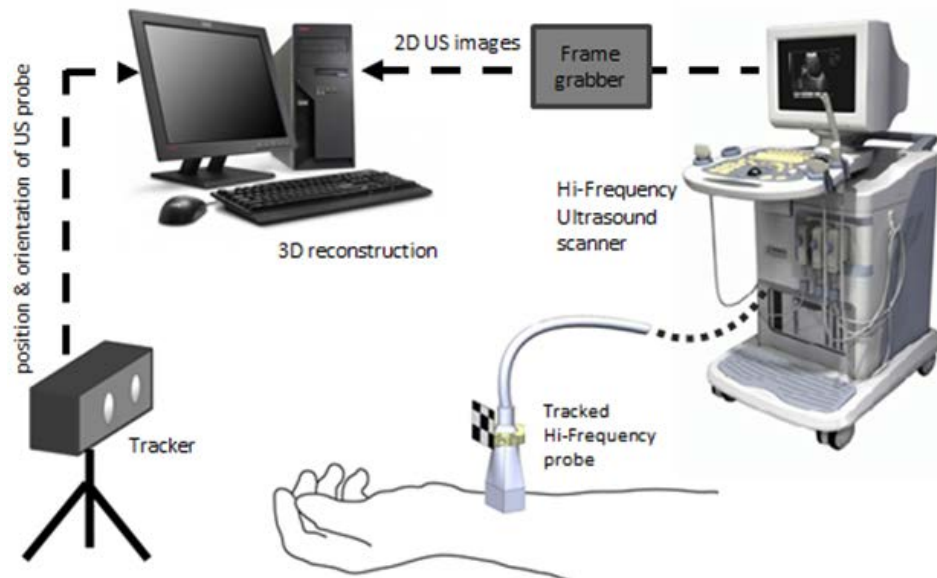 2D US images
Frame
grabber
position & orientation of US probe
Hi-Frequency
Ultrasound
scanner
3D reconstruction
Tracker
Tracked
Hi-Frequency
probe